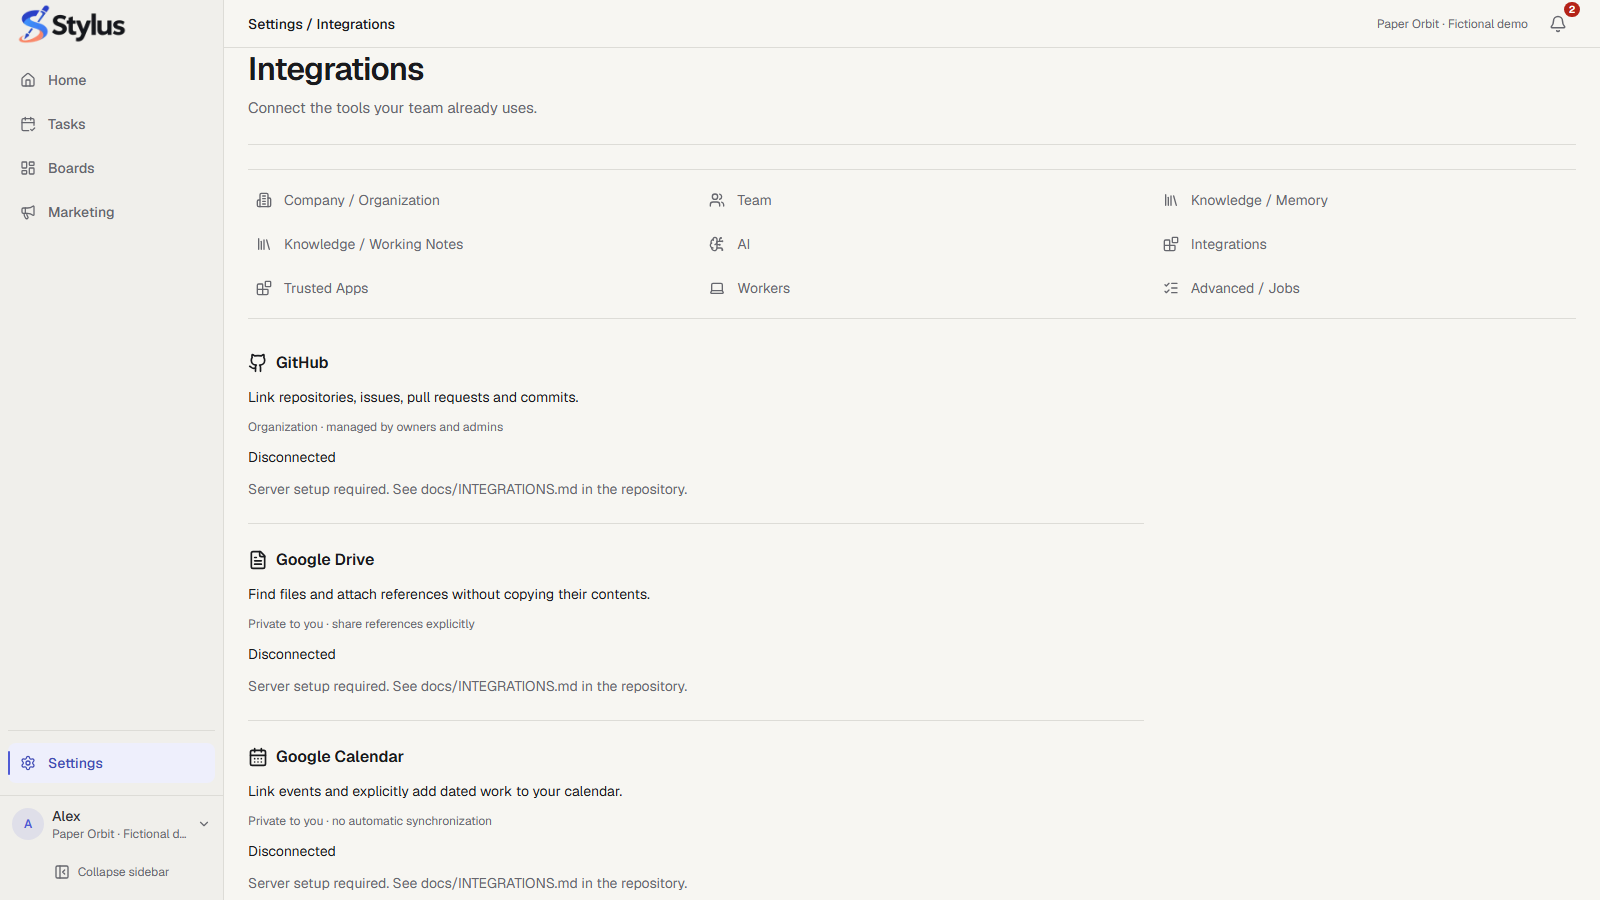 Stylus
Settings / Integrations
Paper Orbit · Fictional demo
2
Home
Tasks
Boards
Marketing
Integrations
Connect the tools your team already uses.
Company / Organization
Team
Knowledge / Memory
Knowledge / Working Notes
AI
Integrations
Trusted Apps
Workers
Advanced / Jobs
GitHub
Link repositories, issues, pull requests and commits.
Organization · managed by owners and admins
Disconnected
Server setup required. See docs/INTEGRATIONS.md in the repository.
Google Drive
Find files and attach references without copying their contents.
Private to you · share references explicitly
Disconnected
Server setup required. See docs/INTEGRATIONS.md in the repository.
Google Calendar
Link events and explicitly add dated work to your calendar.
Private to you · no automatic synchronization
Disconnected
Server setup required. See docs/INTEGRATIONS.md in the repository.
Settings
A
Alex
Paper Orbit · Fictional d...
Collapse sidebar